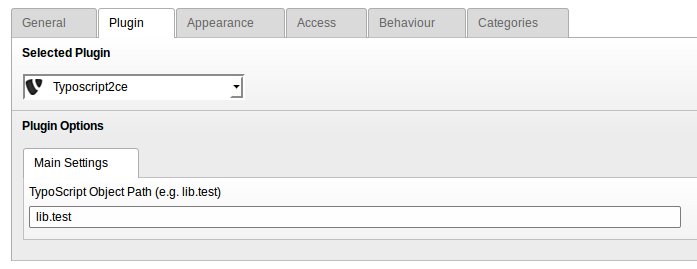 General Plugin Appearance Access Behaviour Categories
Selected Plugin
Typoscript2ce
Plugin Options
Main Settings
TypoScript Object Path (e.g. lib.test)
lib.test